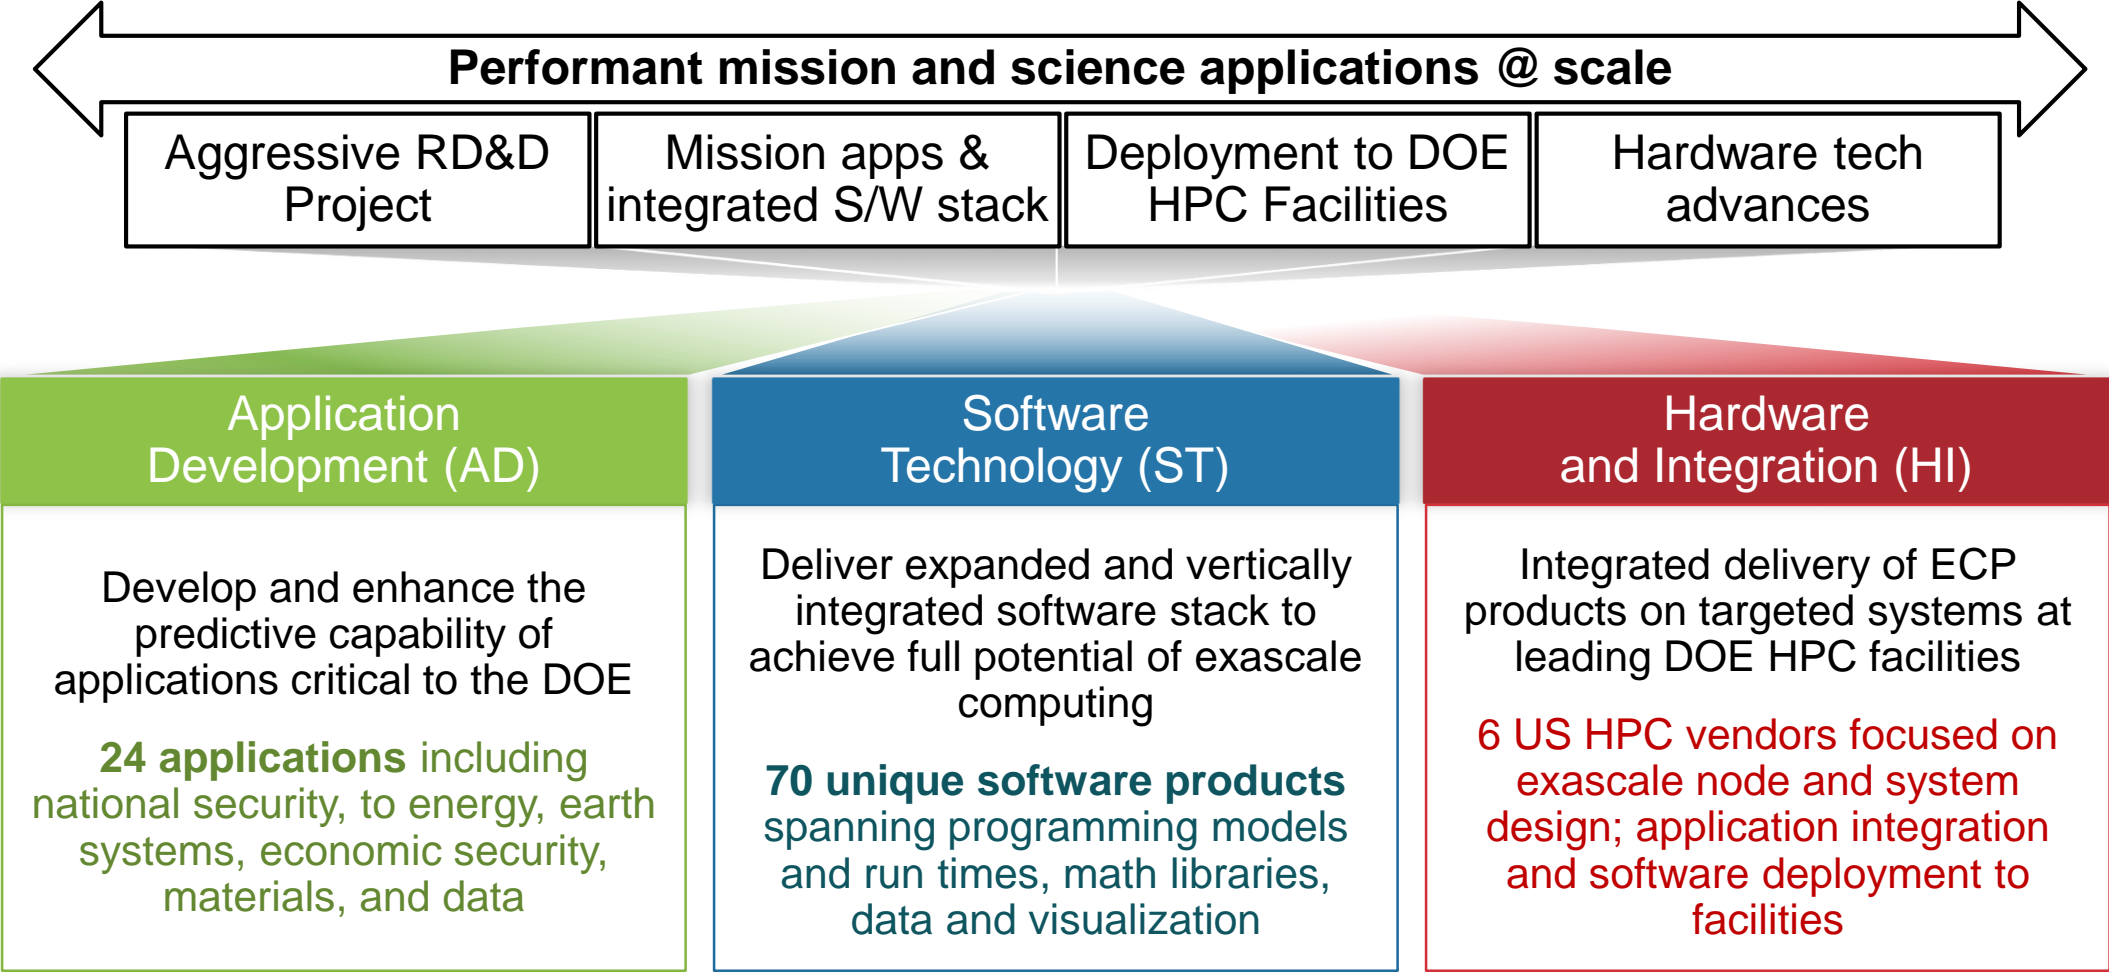 Performant mission and science applications @ scale
Aggressive RD&D
Project
Mission apps &
integrated S/W stack
Deployment to DOE
HPC Facilities
Hardware tech
advances
Application
Development (AD)
Develop and enhance the
predictive capability of
applications critical to the DOE
24 applications including
national security, to energy, earth
systems, economic security,
materials, and data
Software
Technology (ST)
Deliver expanded and vertically
integrated software stack to
achieve full potential of exascale
computing
70 unique software products
spanning programming models
and run times, math libraries,
data and visualization
Hardware
and Integration (HI)
Integrated delivery of ECP
products on targeted systems at
leading DOE HPC facilities
6 US HPC vendors focused on
exascale node and system
design; application integration
and software deployment to
facilities